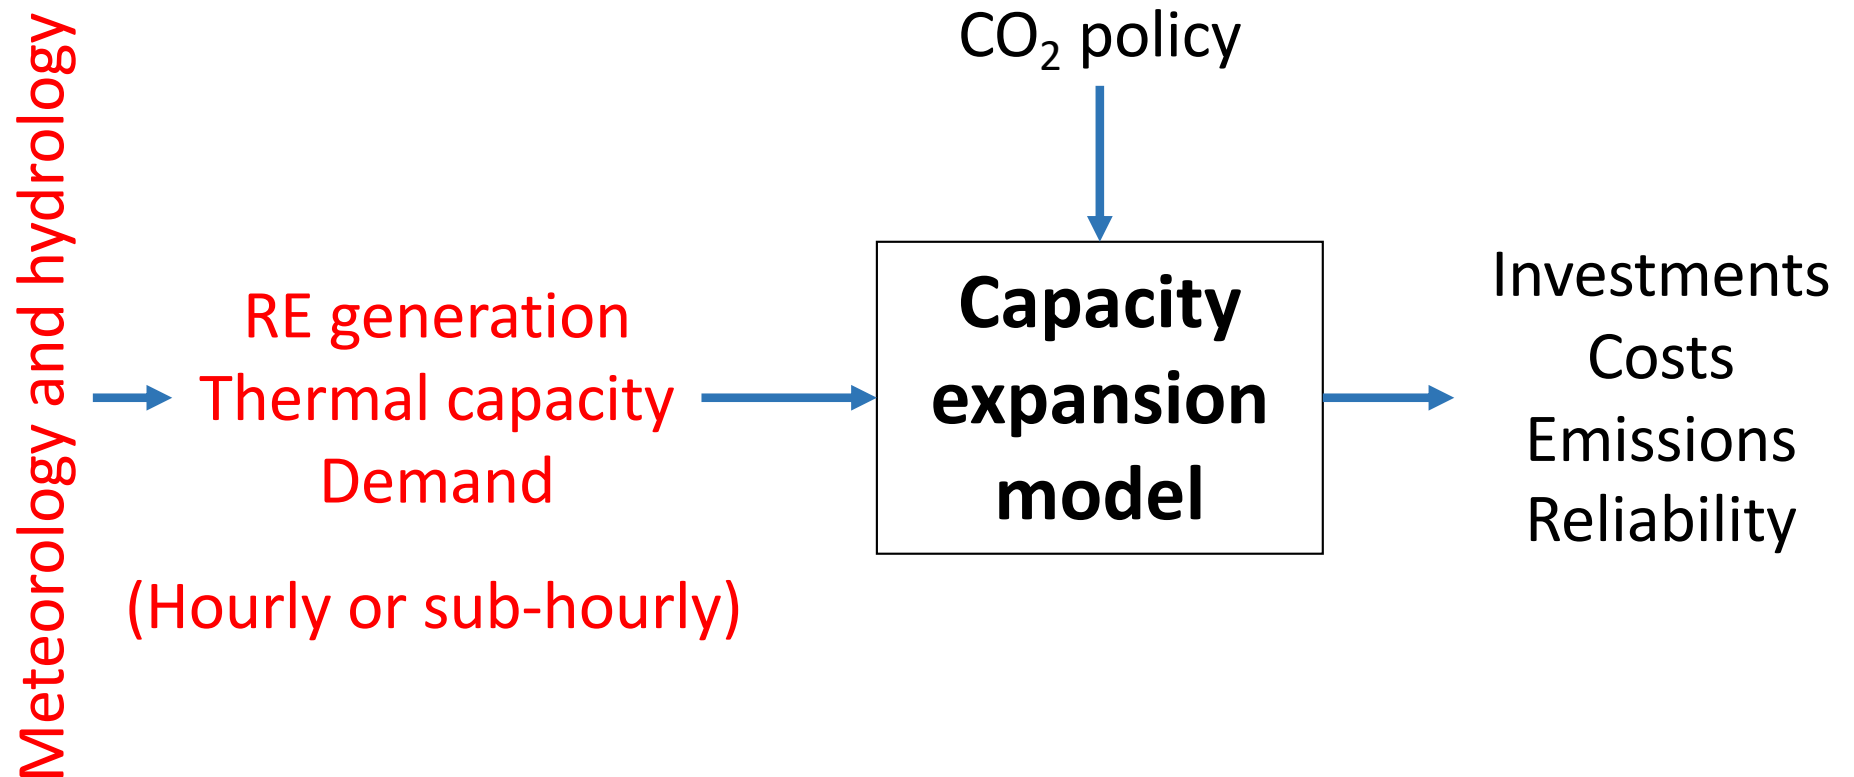 Meteorology and hydrology
RE generation
Thermal capacity
Demand
(Hourly or sub-hourly)
CO₂ policy
Capacity
expansion
model
Investments
Costs
Emissions
Reliability